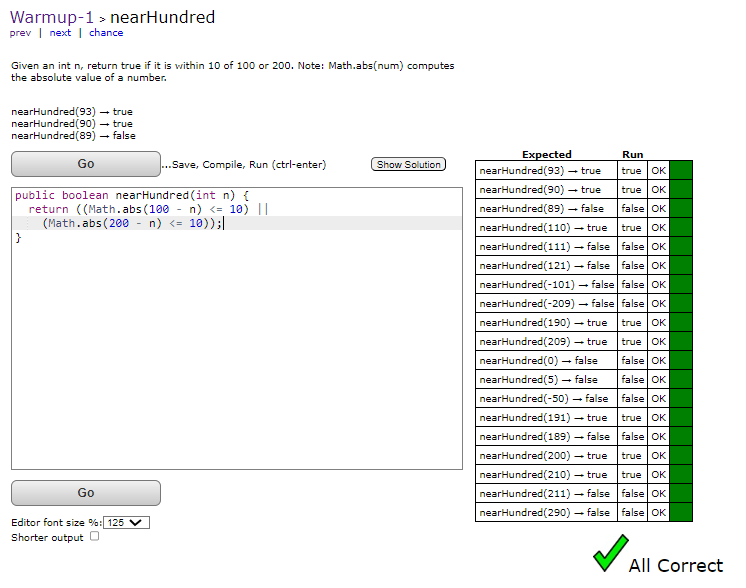 Warmup-1 > nearHundred
prev | next | chance
Given an int n, return true if it is within 10 of 100 or 200. Note: Math.abs(num) computes
the absolute value of a number.
nearHundred(93) → true
nearHundred(90) → true
nearHundred(89) → false
Go
...Save, Compile, Run (ctrl-enter)
Show Solution
public boolean nearHundred(int n) {
  return ((Math.abs(100 - n) <= 10) ||
    (Math.abs(200 - n) <= 10));
}
Go
Editor font size %: 125
Shorter output
Expected Run
nearHundred(93) → true true OK
nearHundred(90) → true true OK
nearHundred(89) → false false OK
nearHundred(110) → true true OK
nearHundred(111) → false false OK
nearHundred(121) → false false OK
nearHundred(-101) → false false OK
nearHundred(-209) → false false OK
nearHundred(190) → true true OK
nearHundred(209) → true true OK
nearHundred(0) → false false OK
nearHundred(5) → false false OK
nearHundred(-50) → false false OK
nearHundred(191) → true true OK
nearHundred(189) → false false OK
nearHundred(200) → true true OK
nearHundred(210) → true true OK
nearHundred(211) → false false OK
nearHundred(290) → false false OK
All Correct